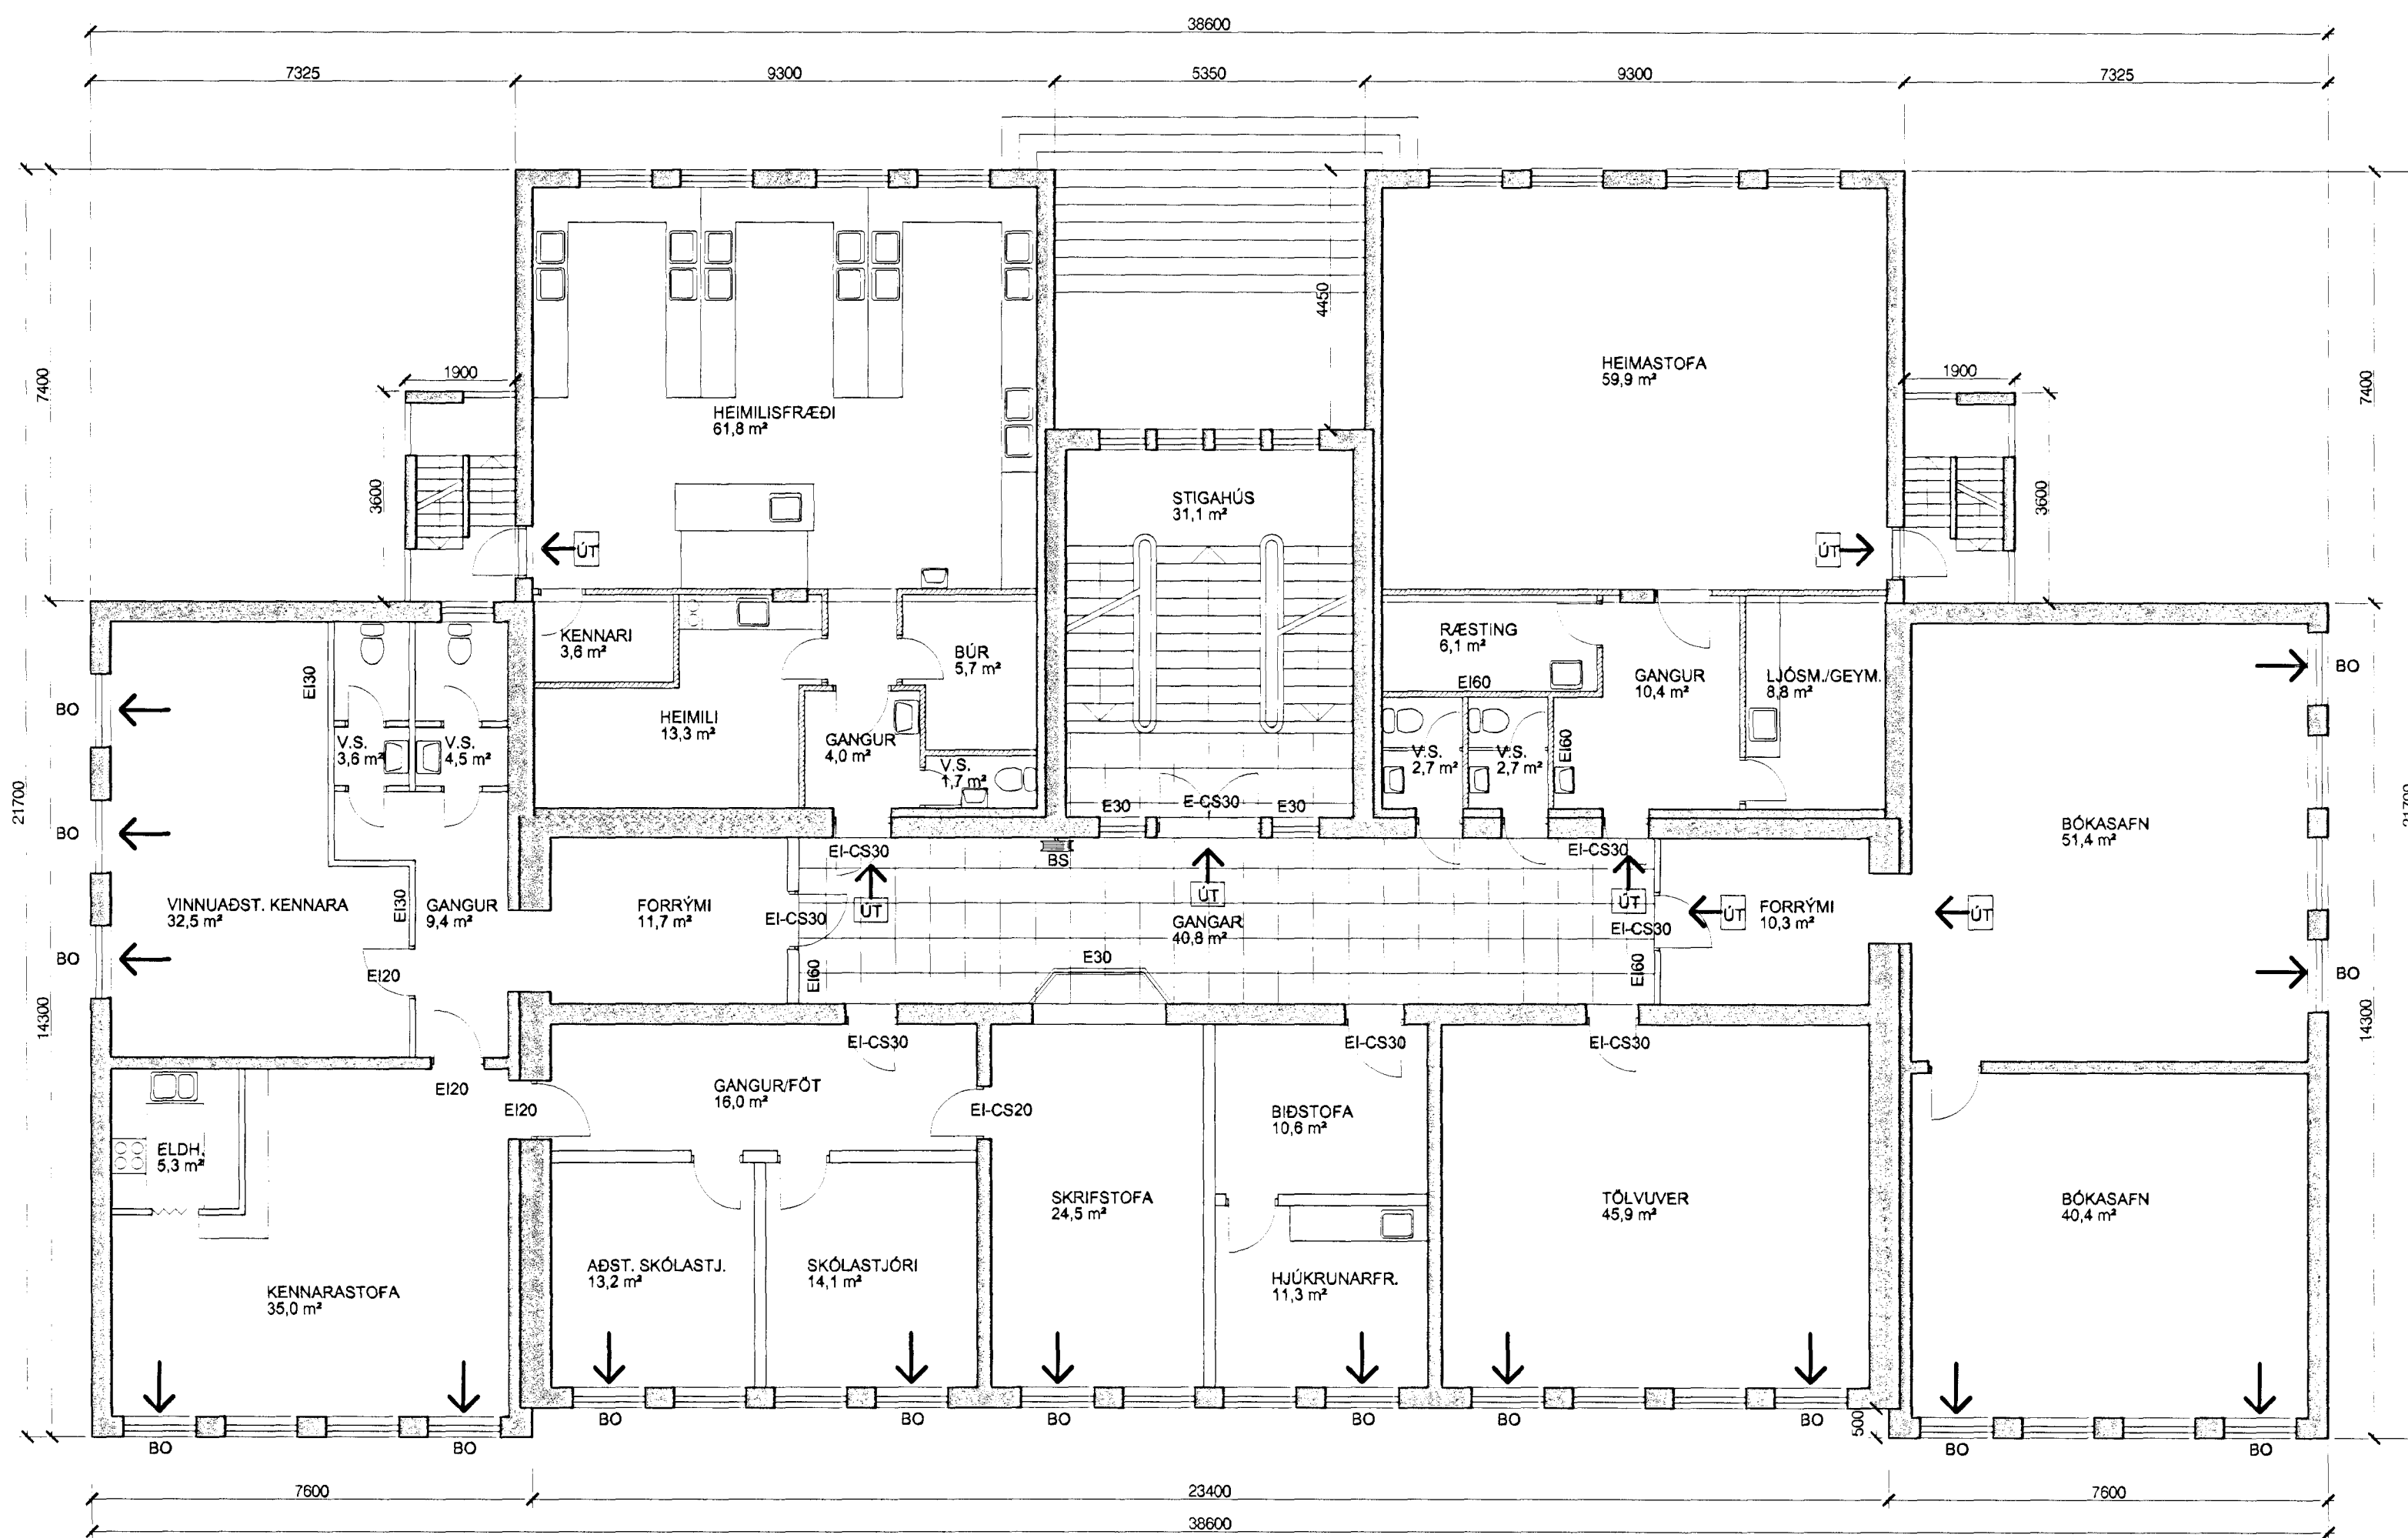 38600
7325
9300
5350
9300
7325
4450
HEIMASTOFA
59,9 m²
1900
1900
7400
7400
HEIMILISFRÆÐI
61,8 m²
3600
3600
STIGAHÚS
31,1 m²
ÚT
ÚT
KENNARI
3,6 m²
BÚR
5,7 m²
RÆSTING
6,1 m²
EI60
GANGUR
10,4 m²
LJÓSM./GEYM.
8,8 m²
BO
EI30
BO
HEIMILI
13,3 m²
V.S.
3,6 m²
V.S.
4,5 m²
GANGUR
4,0 m²
V.S.
1,7 m²
V.S.
2,7 m²
V.S.
2,7 m²
EI60
21700
21700
E30
E-CS30
E30
BO
BÓKASAFN
51,4 m²
EI-CS30
BS
EI-CS30
VINNUAÐST. KENNARA
32,5 m²
EI30
GANGUR
9,4 m²
FORRÝMI
11,7 m²
EI-CS30
ÚT
ÚT
GANGAR
40,8 m²
ÚT
EI-CS30
ÚT
FORRÝMI
10,3 m²
ÚT
BO
EI20
EI60
E30
EI60
BO
14300
14300
EI-CS30
EI-CS30
EI-CS30
GANGUR/FÖT
16,0 m²
EI20
EI20
EI-CS20
BIÐSTOFA
10,6 m²
ELDH.
5,3 m²
SKRIFSTOFA
24,5 m²
TÖLVUVER
45,9 m²
BÓKASAFN
40,4 m²
KENNARASTOFA
35,0 m²
AÐST. SKÓLASTJ.
13,2 m²
SKÓLASTJÓRI
14,1 m²
HJÚKRUNARFR.
11,3 m²
BO
BO
BO
BO
BO
BO
500
BO
BO
BO
BO
7600
23400
7600
38600